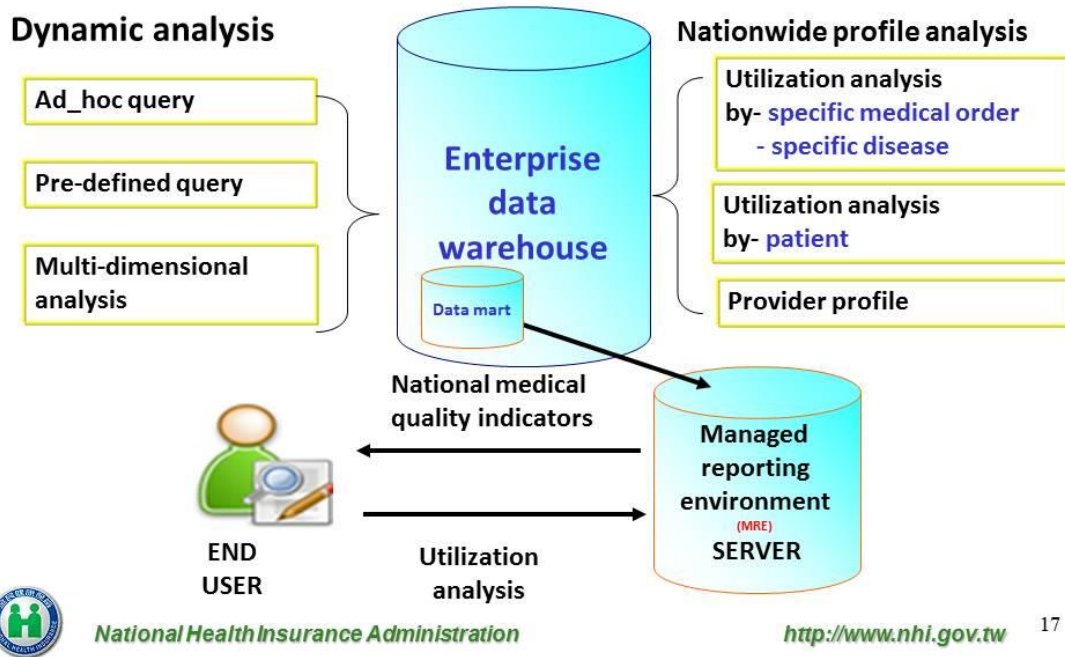 Dynamic analysis
Ad_hoc query
Pre-defined query
Multi-dimensional
analysis
Enterprise
data
warehouse
Data mart
Nationwide profile analysis
Utilization analysis
by- specific medical order
- specific disease
Utilization analysis
by- patient
Provider profile
National medical
quality indicators
Managed
reporting
environment
(MRE)
SERVER
END
USER
Utilization
analysis
National Health Insurance Administration
http://www.nhi.gov.tw
17